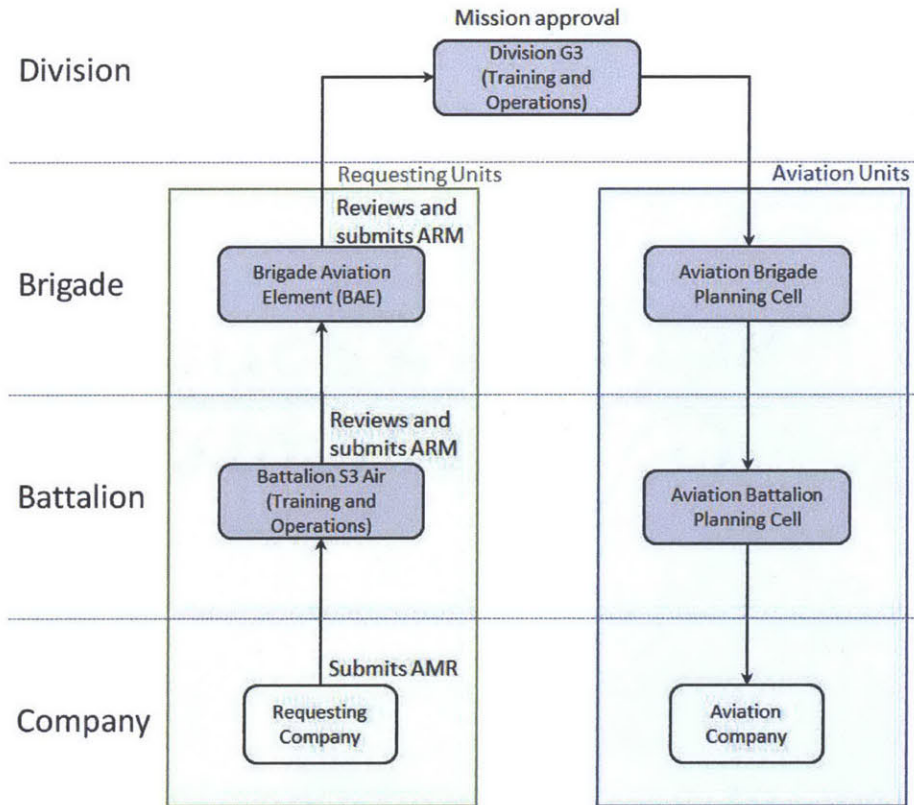 Mission approval
Division
Division G3
(Training and
Operations)
Requesting Units
Aviation Units
Reviews and
submits ARM
Brigade
Brigade Aviation
Element (BAE)
Aviation Brigade
Planning Cell
Reviews and
submits ARM
Battalion
Battalion S3 Air
(Training and
Operations)
Aviation Battalion
Planning Cell
Submits AMR
Company
Requesting
Company
Aviation
Company